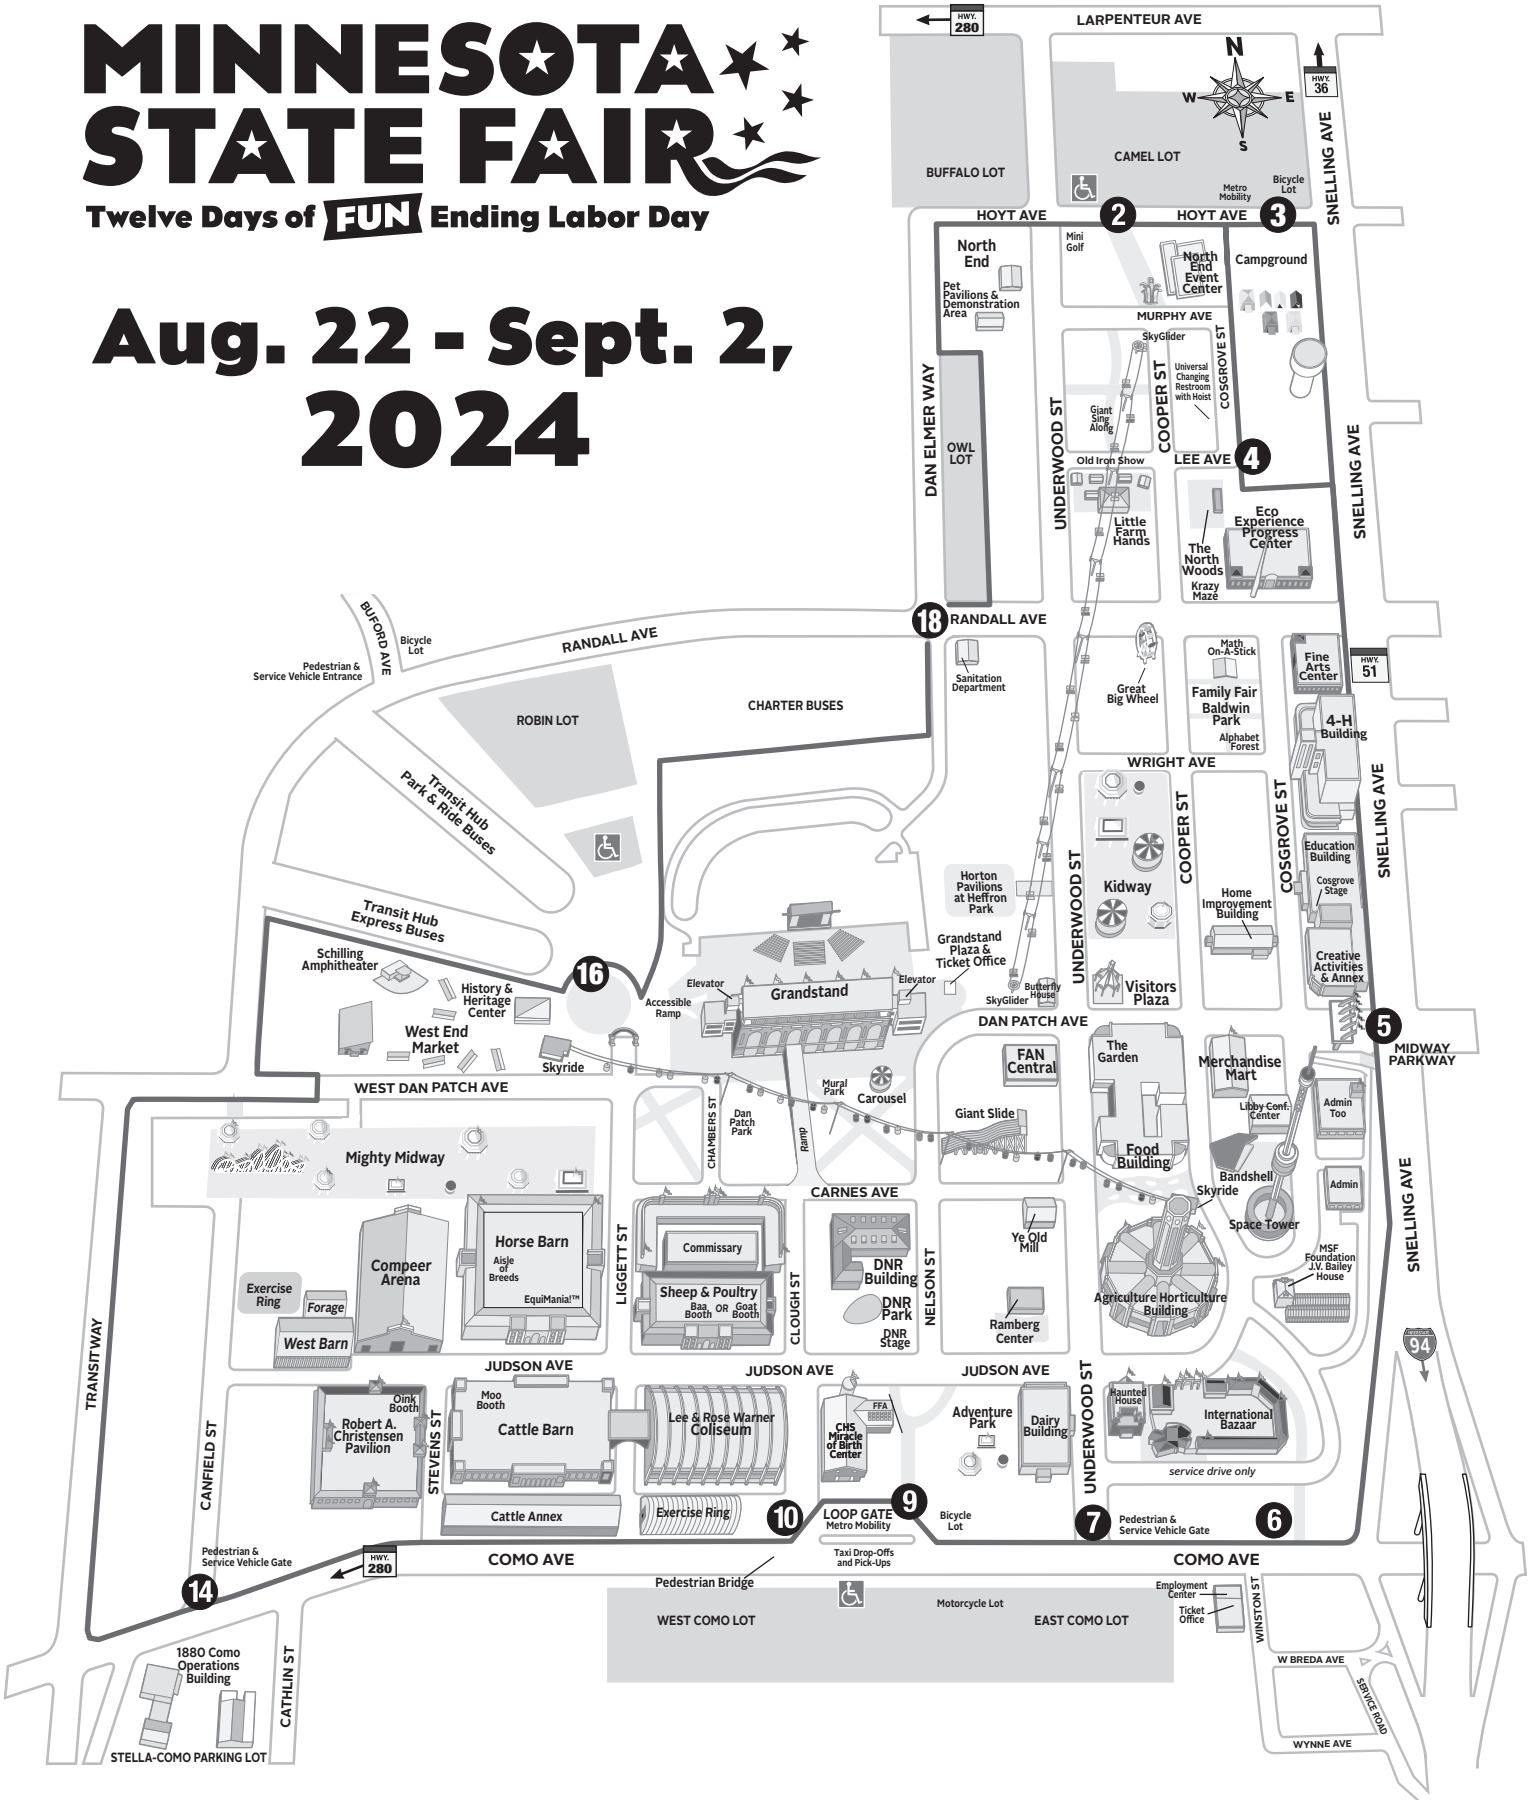 MINNESOTA
STATE FAIR
Twelve Days of FUN Ending Labor Day
Aug. 22 - Sept. 2,
2024
HWY.
280
LARPENTEUR AVE
N
W
E
S
HWY.
36
SNELLING AVE
BUFFALO LOT
CAMEL LOT
Metro
Mobility
Bicycle
Lot
HOYT AVE
2
HOYT AVE
3
North
End
Mini
Golf
North
End
Event
Center
Campground
Pet
Pavilions &
Demonstration
Area
MURPHY AVE
SkyGlider
COSGROVE ST
COOPER ST
Universal
Changing
Restroom
with Hoist
Giant
Sing
Along
DAN ELMER WAY
OWL
LOT
UNDERWOOD ST
Old Iron Show
LEE AVE
4
SNELLING AVE
Little
Farm
Hands
The
North
Woods
Krazy
Maze
Eco
Experience
Progress
Center
18
RANDALL AVE
BUFORD AVE
Bicycle
Lot
RANDALL AVE
Pedestrian &
Service Vehicle Entrance
ROBIN LOT
CHARTER BUSES
Sanitation
Department
Great
Big Wheel
Math
On-A-Stick
Family Fair
Baldwin
Park
Alphabet
Forest
Fine
Arts
Center
HWY.
51
4-H
Building
WRIGHT AVE
Transit Hub
Park & Ride Buses
COOPER ST
COSGROVE ST
SNELLING AVE
Education
Building
Cosgrove
Stage
Horton
Pavilions
at Heffron
Park
UNDERWOOD ST
Kidway
Home
Improvement
Building
Creative
Activities
& Annex
Transit Hub
Express Buses
Schilling
Amphitheater
16
History &
Heritage
Center
West End
Market
Accessible
Ramp
Elevator
Grandstand
Elevator
Grandstand
Plaza &
Ticket Office
SkyGlider
Butterfly
House
Visitors
Plaza
DAN PATCH AVE
5
MIDWAY
PARKWAY
Skyride
WEST DAN PATCH AVE
FAN
Central
The
Garden
Merchandise
Mart
Libby Conf.
Center
Admin
Too
Mural
Park
Carousel
Dan
Patch
Park
CHAMBERS ST
Ramp
Giant Slide
Food
Building
Bandshell
Skyride
Admin
Mighty Midway
CARNES AVE
Space Tower
SNELLING AVE
Compeer
Arena
Horse Barn
Aisle
of
Breeds
EquiMania!™
LIGGETT ST
Commissary
Sheep & Poultry
Baa
Booth
OR
Goat
Booth
CLOUGH ST
DNR
Building
DNR
Park
DNR
Stage
NELSON ST
Ye Old
Mill
Ramberg
Center
Agriculture Horticulture
Building
MSF
Foundation
J.V. Bailey
House
Exercise
Ring
Forage
West Barn
INTERSTATE
94
TRANSITWAY
JUDSON AVE
JUDSON AVE
JUDSON AVE
CANFIELD ST
Oink
Booth
Robert A.
Christensen
Pavilion
STEVENS ST
Moo
Booth
Cattle Barn
Lee & Rose Warner
Coliseum
CHS
Miracle
of Birth
Center
FFA
Adventure
Park
Dairy
Building
UNDERWOOD ST
Haunted
House
International
Bazaar
service drive only
Cattle Annex
Exercise Ring
10
LOOP GATE
Metro Mobility
9
Bicycle
Lot
7
Pedestrian &
Service Vehicle Gate
6
Pedestrian &
Service Vehicle Gate
14
HWY.
280
COMO AVE
Taxi Drop-Offs
and Pick-Ups
COMO AVE
Pedestrian Bridge
WEST COMO LOT
Motorcycle Lot
EAST COMO LOT
Employment
Center
Ticket
Office
WINSTON ST
W BREDA AVE
SERVICE ROAD
WYNNE AVE
1880 Como
Operations
Building
CATHLIN ST
STELLA-COMO PARKING LOT